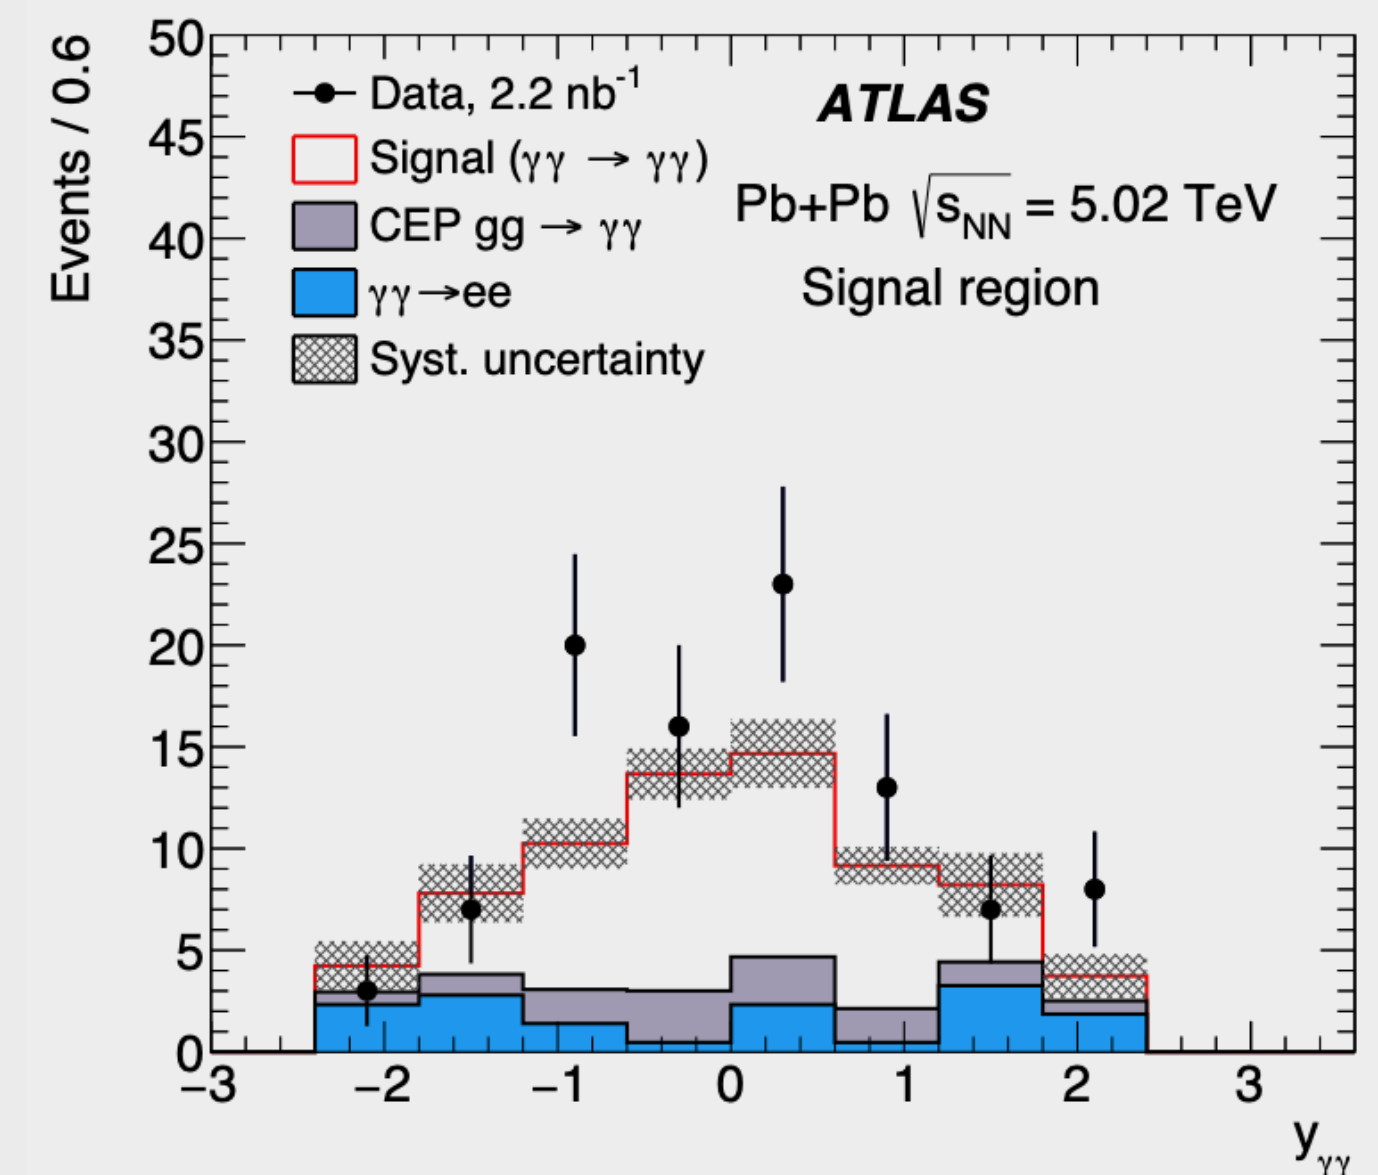 Events / 0.6
50
45
40
35
30
25
20
15
10
5
0
Data, 2.2 nb⁻¹
Signal (γγ → γγ)
CEP gg → γγ
γγ→ee
Syst. uncertainty
ATLAS
Pb+Pb √sNN = 5.02 TeV
Signal region
−3 −2 −1 0 1 2 3
yγγ